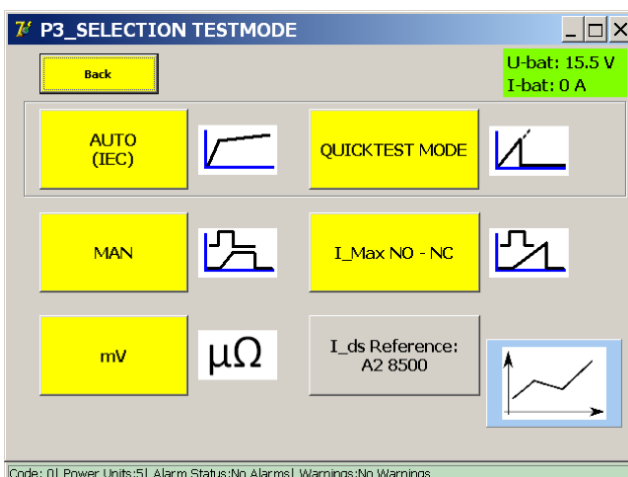 P3_SELECTION TESTMODE
Back
U-bat: 15.5 V
I-bat: 0 A
AUTO
(IEC)
QUICKTEST MODE
MAN
I_Max NO - NC
mV
μΩ
I_ds Reference:
A2 8500
Code: 0| Power Units:5| Alarm Status:No Alarms| Warnings:No Warnings